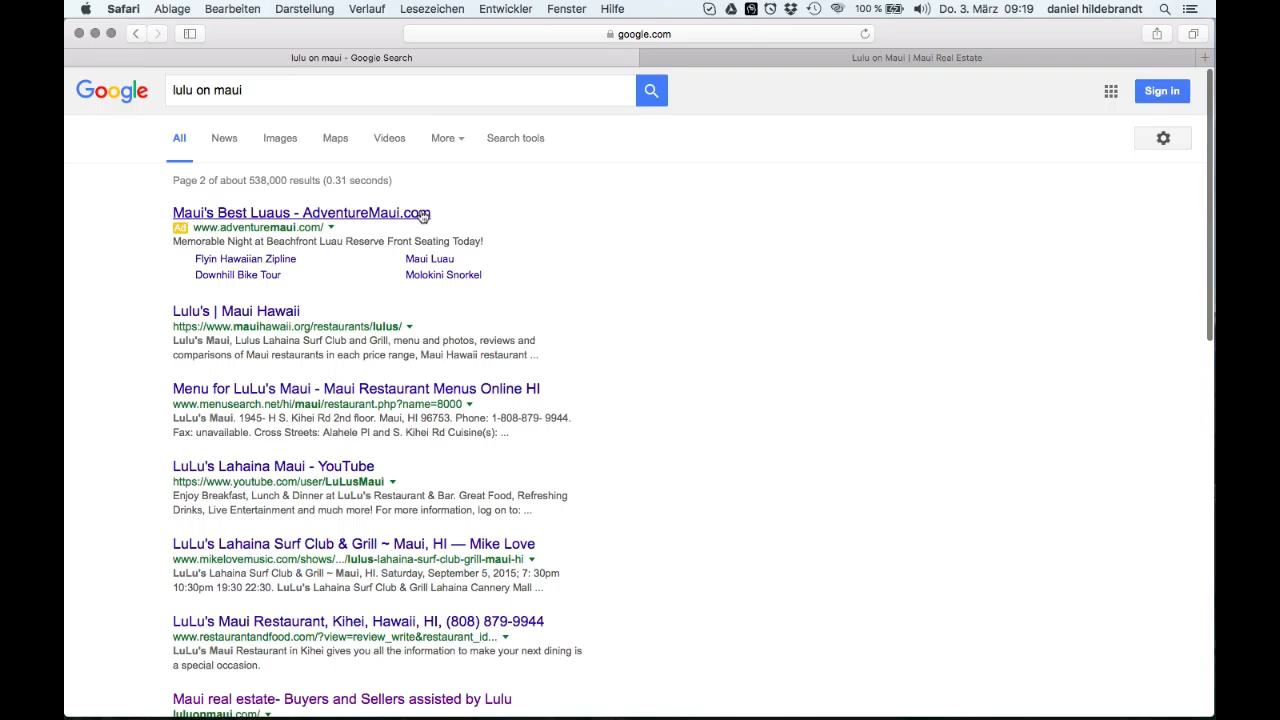 Safari Ablage Bearbeiten Darstellung Verlauf Lesezeichen Entwickler Fenster Hilfe 100 % Do. 3. März 09:19 daniel hildebrandt
google.com
lulu on maui - Google Search Lulu on Maui | Maui Real Estate
Google lulu on maui Sign in
All News Images Maps Videos More Search tools
Page 2 of about 538,000 results (0.31 seconds)
Maui's Best Luaus - AdventureMaui.com
Ad www.adventuremaui.com/
Memorable Night at Beachfront Luau Reserve Front Seating Today!
Flyin Hawaiian Zipline Maui Luau
Downhill Bike Tour Molokini Snorkel
Lulu's | Maui Hawaii
https://www.mauihawaii.org/restaurants/lulus/
Lulu's Maui, Lulus Lahaina Surf Club and Grill, menu and photos, reviews and
comparisons of Maui restaurants in each price range, Maui Hawaii restaurant ...
Menu for LuLu's Maui - Maui Restaurant Menus Online HI
www.menusearch.net/hi/maui/restaurant.php?name=8000
LuLu's Maui. 1945- H S. Kihei Rd 2nd floor. Maui, HI 96753. Phone: 1-808-879- 9944.
Fax: unavailable. Cross Streets: Alahele Pl and S. Kihei Rd Cuisine(s): ...
LuLu's Lahaina Maui - YouTube
https://www.youtube.com/user/LuLusMaui
Enjoy Breakfast, Lunch & Dinner at LuLu's Restaurant & Bar. Great Food, Refreshing
Drinks, Live Entertainment and much more! For more information, log on to: ...
LuLu's Lahaina Surf Club & Grill ~ Maui, HI — Mike Love
www.mikelovemusic.com/shows/.../lulus-lahaina-surf-club-grill-maui-hi
LuLu's Lahaina Surf Club & Grill ~ Maui, HI. Saturday, September 5, 2015; 7: 30pm
10:30pm 19:30 22:30. LuLu's Lahaina Surf Club & Grill Lahaina Cannery Mall ...
LuLu's Maui Restaurant, Kihei, Hawaii, HI, (808) 879-9944
www.restaurantandfood.com/?view=review_write&restaurant_id...
LuLu's Maui Restaurant in Kihei gives you all the information to make your next dining is
a special occasion.
Maui real estate- Buyers and Sellers assisted by Lulu
luluonmaui.com/